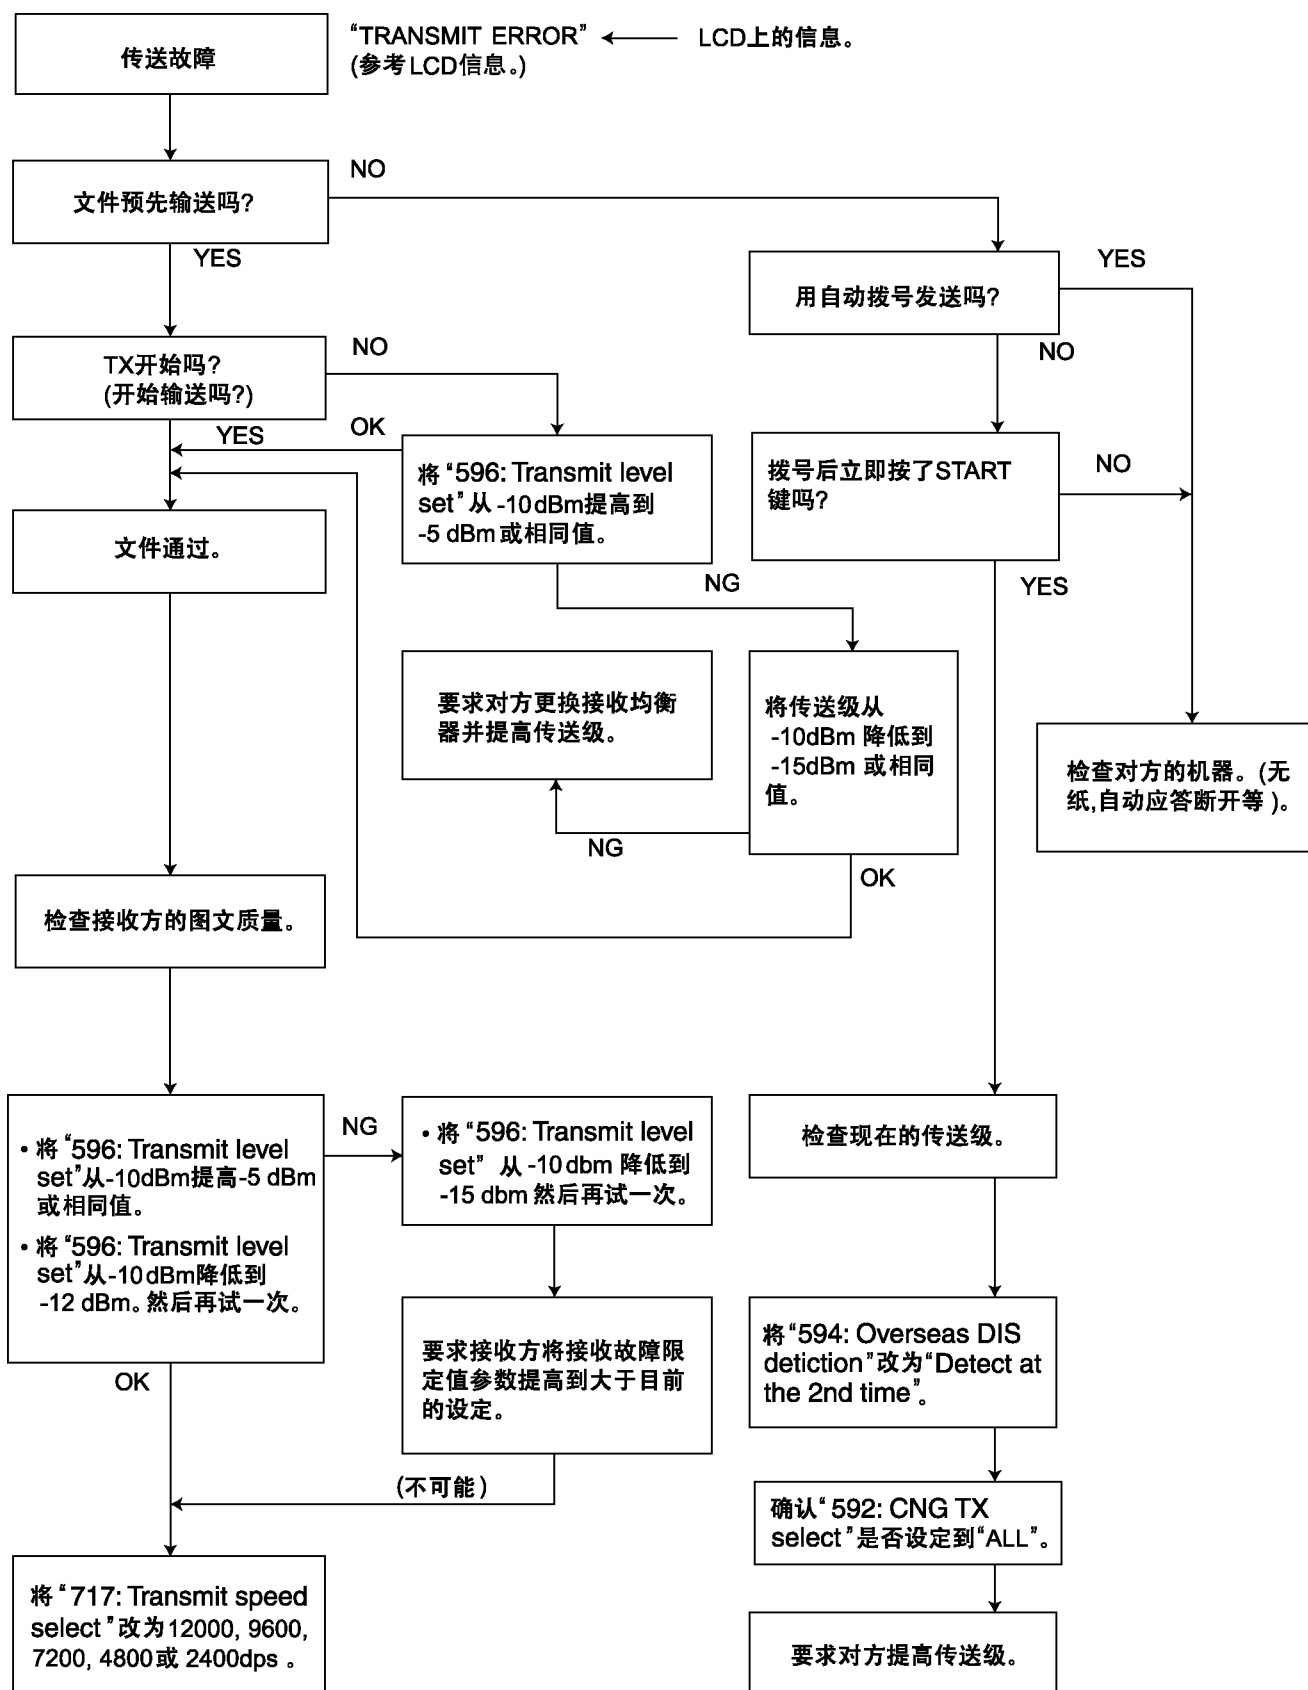 传送故障
“TRANSMIT ERROR” ← LCD上的信息。
(参考LCD信息。)
文件预先输送吗?
NO
YES
用自动拨号发送吗?
YES
NO
TX开始吗?
(开始输送吗?)
NO
YES
OK
将“596: Transmit level
set”从 -10dBm提高到
-5 dBm或相同值。
拨号后立即按了START
键吗?
NO
YES
文件通过。
NG
要求对方更换接收均衡
器并提高传送级。
将传送级从
-10dBm 降低到
-15dBm 或相同
值。
NG
OK
检查对方的机器。(无
纸,自动应答断开等 )。
检查接收方的图文质量。
• 将“596: Transmit level
set”从-10dBm提高-5 dBm
或相同值。
• 将“596: Transmit level
set”从-10dBm降低到
-12 dBm。然后再试一次。
NG
OK
• 将“596: Transmit level
set” 从 -10 dbm 降低到
-15 dbm 然后再试一次。
检查现在的传送级。
要求接收方将接收故障限
定值参数提高到大于目前
的设定。
(不可能)
将“594: Overseas DIS
detiction”改为“Detect at
the 2nd time”。
确认“592: CNG TX
select”是否设定到“ALL”。
将“717: Transmit speed
select”改为12000, 9600,
7200, 4800或 2400dps 。
要求对方提高传送级。